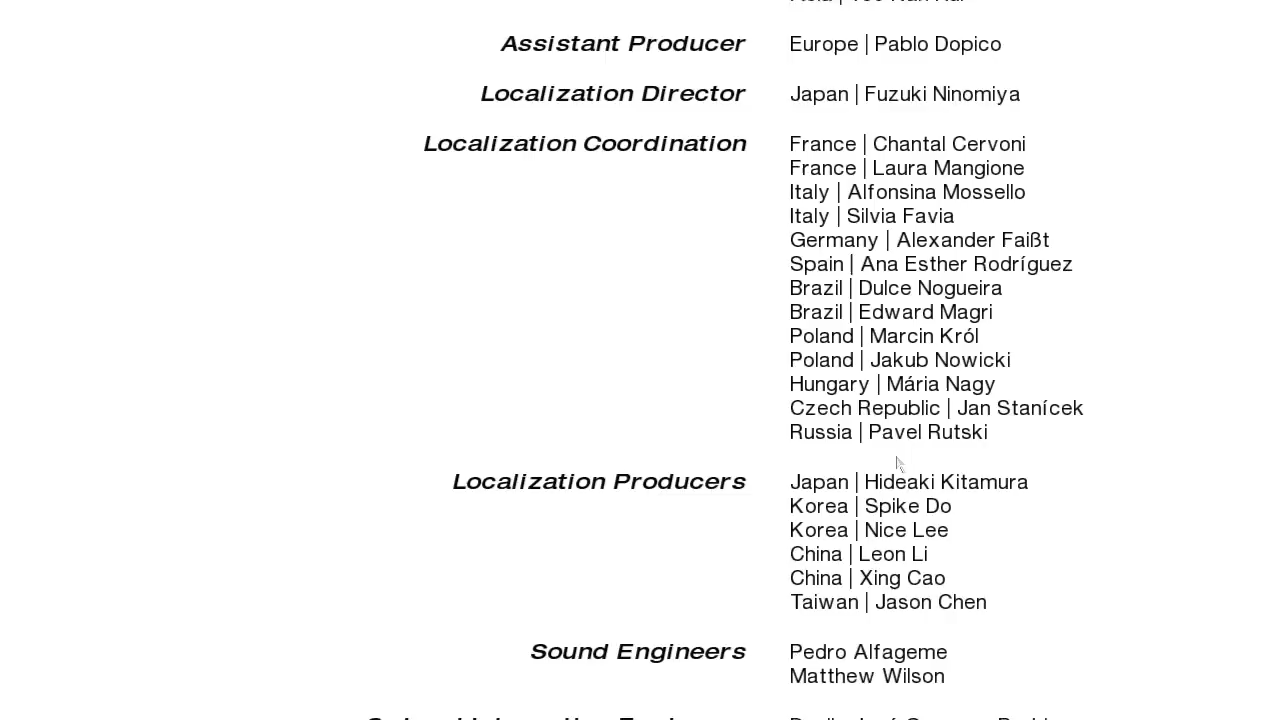 Assistant Producer Europe | Pablo Dopico
Localization Director Japan | Fuzuki Ninomiya
Localization Coordination France | Chantal Cervoni
France | Laura Mangione
Italy | Alfonsina Mossello
Italy | Silvia Favia
Germany | Alexander Faißt
Spain | Ana Esther Rodríguez
Brazil | Dulce Nogueira
Brazil | Edward Magri
Poland | Marcin Król
Poland | Jakub Nowicki
Hungary | Mária Nagy
Czech Republic | Jan Stanícek
Russia | Pavel Rutski
Localization Producers Japan | Hideaki Kitamura
Korea | Spike Do
Korea | Nice Lee
China | Leon Li
China | Xing Cao
Taiwan | Jason Chen
Sound Engineers Pedro Alfageme
Matthew Wilson